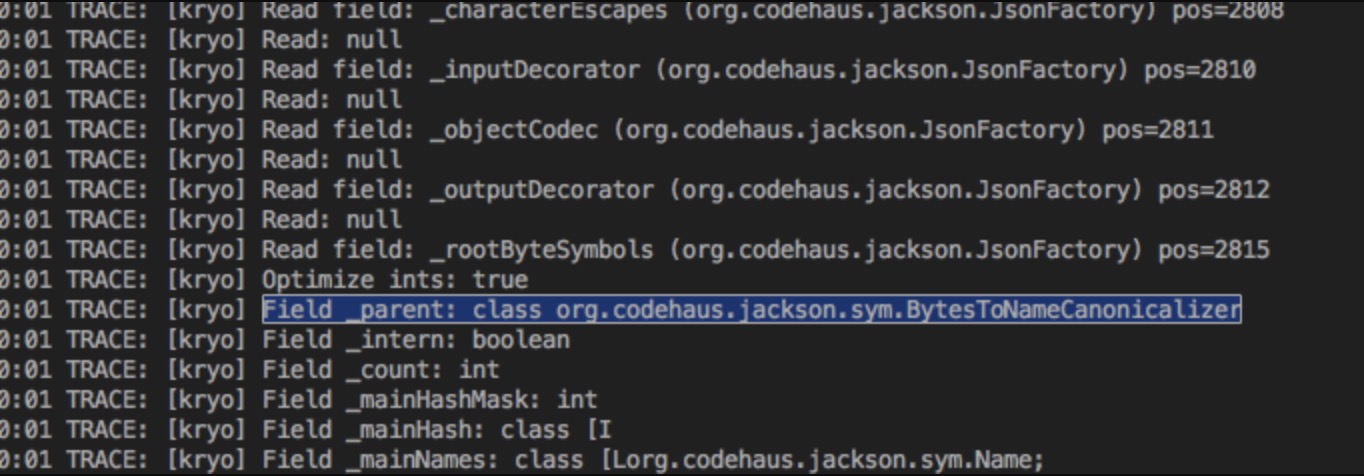 0:01 TRACE: [kryo] Read field: _characterEscapes (org.codehaus.jackson.JsonFactory) pos=2808
0:01 TRACE: [kryo] Read: null
0:01 TRACE: [kryo] Read field: _inputDecorator (org.codehaus.jackson.JsonFactory) pos=2810
0:01 TRACE: [kryo] Read: null
0:01 TRACE: [kryo] Read field: _objectCodec (org.codehaus.jackson.JsonFactory) pos=2811
0:01 TRACE: [kryo] Read: null
0:01 TRACE: [kryo] Read field: _outputDecorator (org.codehaus.jackson.JsonFactory) pos=2812
0:01 TRACE: [kryo] Read: null
0:01 TRACE: [kryo] Read field: _rootByteSymbols (org.codehaus.jackson.JsonFactory) pos=2815
0:01 TRACE: [kryo] Optimize ints: true
0:01 TRACE: [kryo] Field _parent: class org.codehaus.jackson.sym.BytesToNameCanonicalizer
0:01 TRACE: [kryo] Field _intern: boolean
0:01 TRACE: [kryo] Field _count: int
0:01 TRACE: [kryo] Field _mainHashMask: int
0:01 TRACE: [kryo] Field _mainHash: class [I
0:01 TRACE: [kryo] Field _mainNames: class [Lorg.codehaus.jackson.sym.Name;